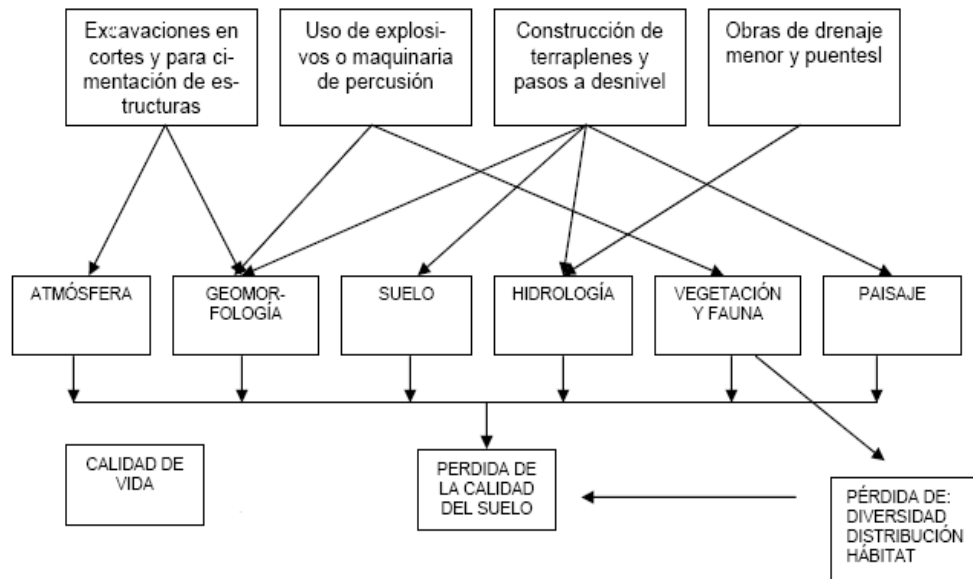 Excavaciones en
cortes y para ci-
mentación de es-
tructuras
Uso de explosi-
vos o maquinaria
de percusión
Construcción de
terraplenes y
pasos a desnivel
Obras de drenaje
menor y puentesl
ATMÓSFERA
GEOMOR-
FOLOGÍA
SUELO
HIDROLOGÍA
VEGETACIÓN
Y FAUNA
PAISAJE
CALIDAD DE
VIDA
PERDIDA DE
LA CALIDAD
DEL SUELO
PÉRDIDA DE:
DIVERSIDAD
DISTRIBUCIÓN
HÁBITAT